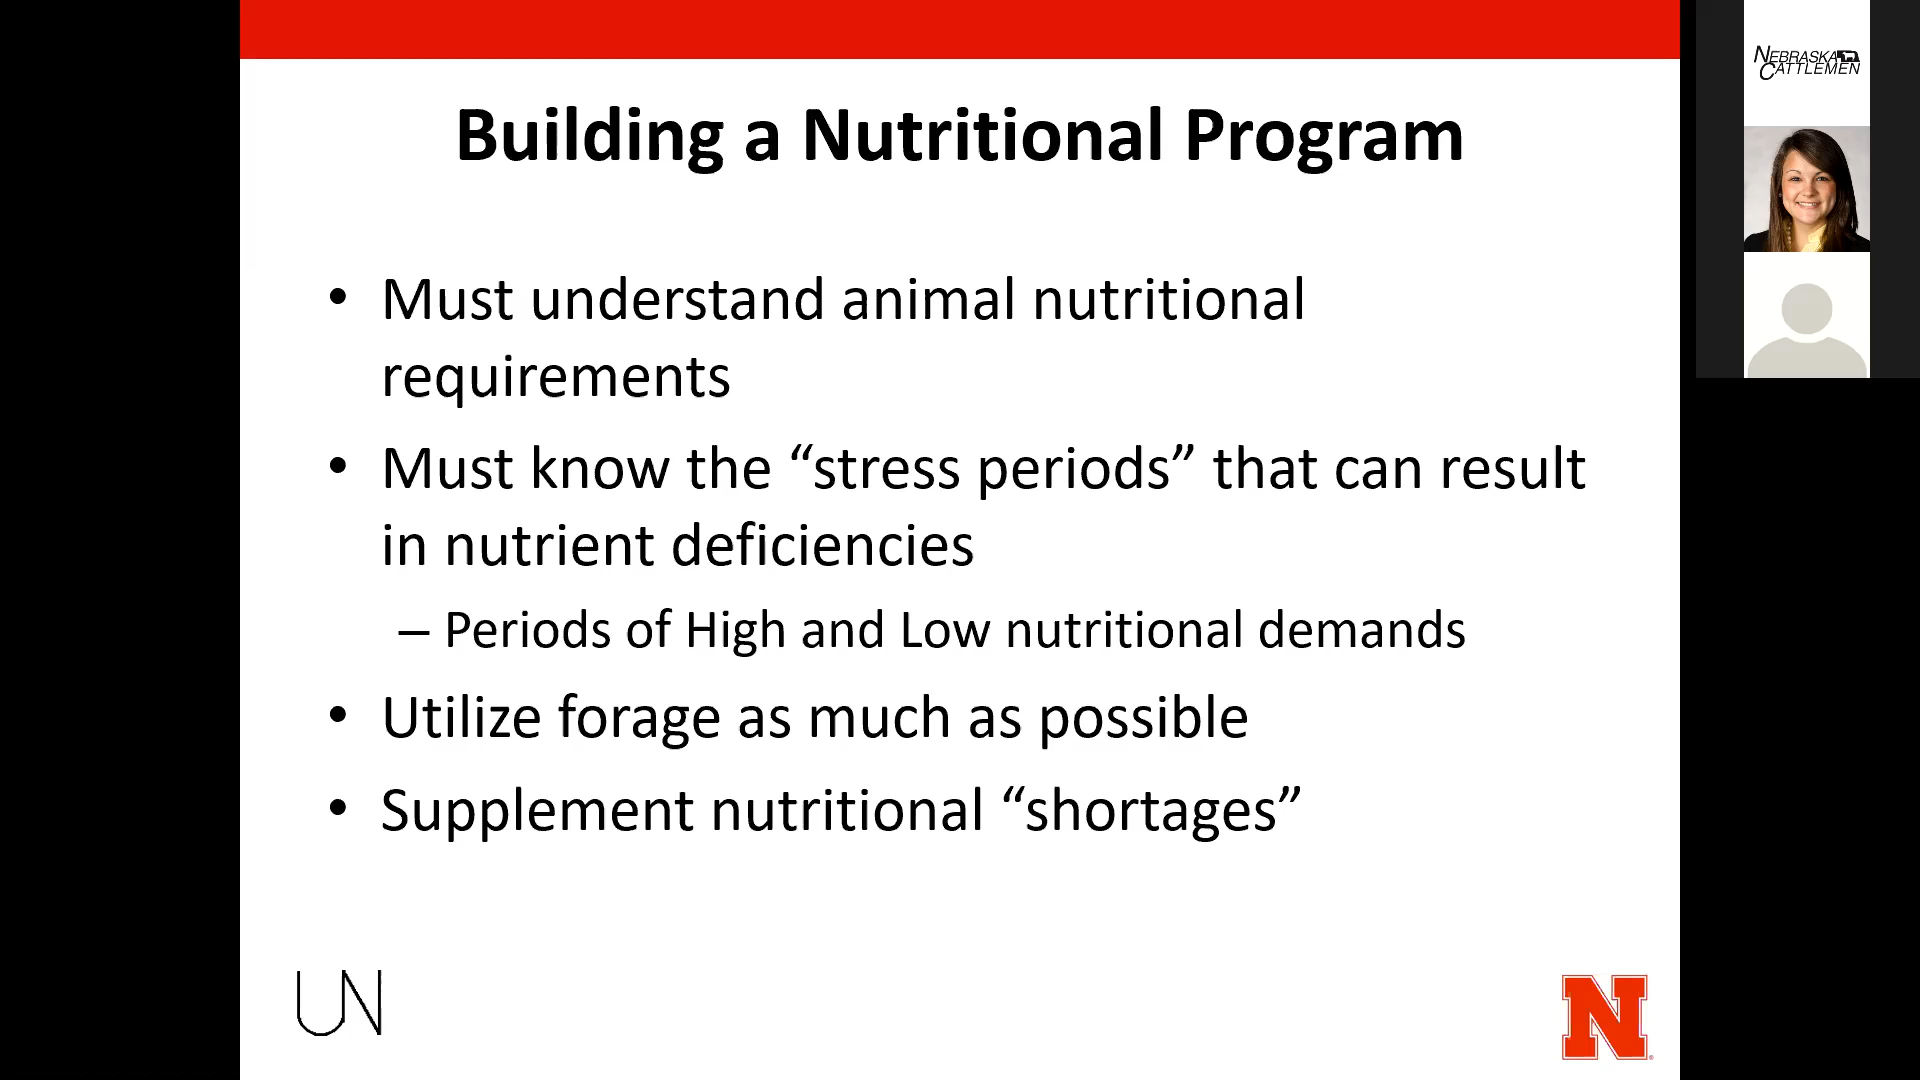 Building a Nutritional Program
• Must understand animal nutritional
requirements
• Must know the “stress periods” that can result
in nutrient deficiencies
– Periods of High and Low nutritional demands
• Utilize forage as much as possible
• Supplement nutritional “shortages”
UN
N
NEBRASKA
CATTLEMEN